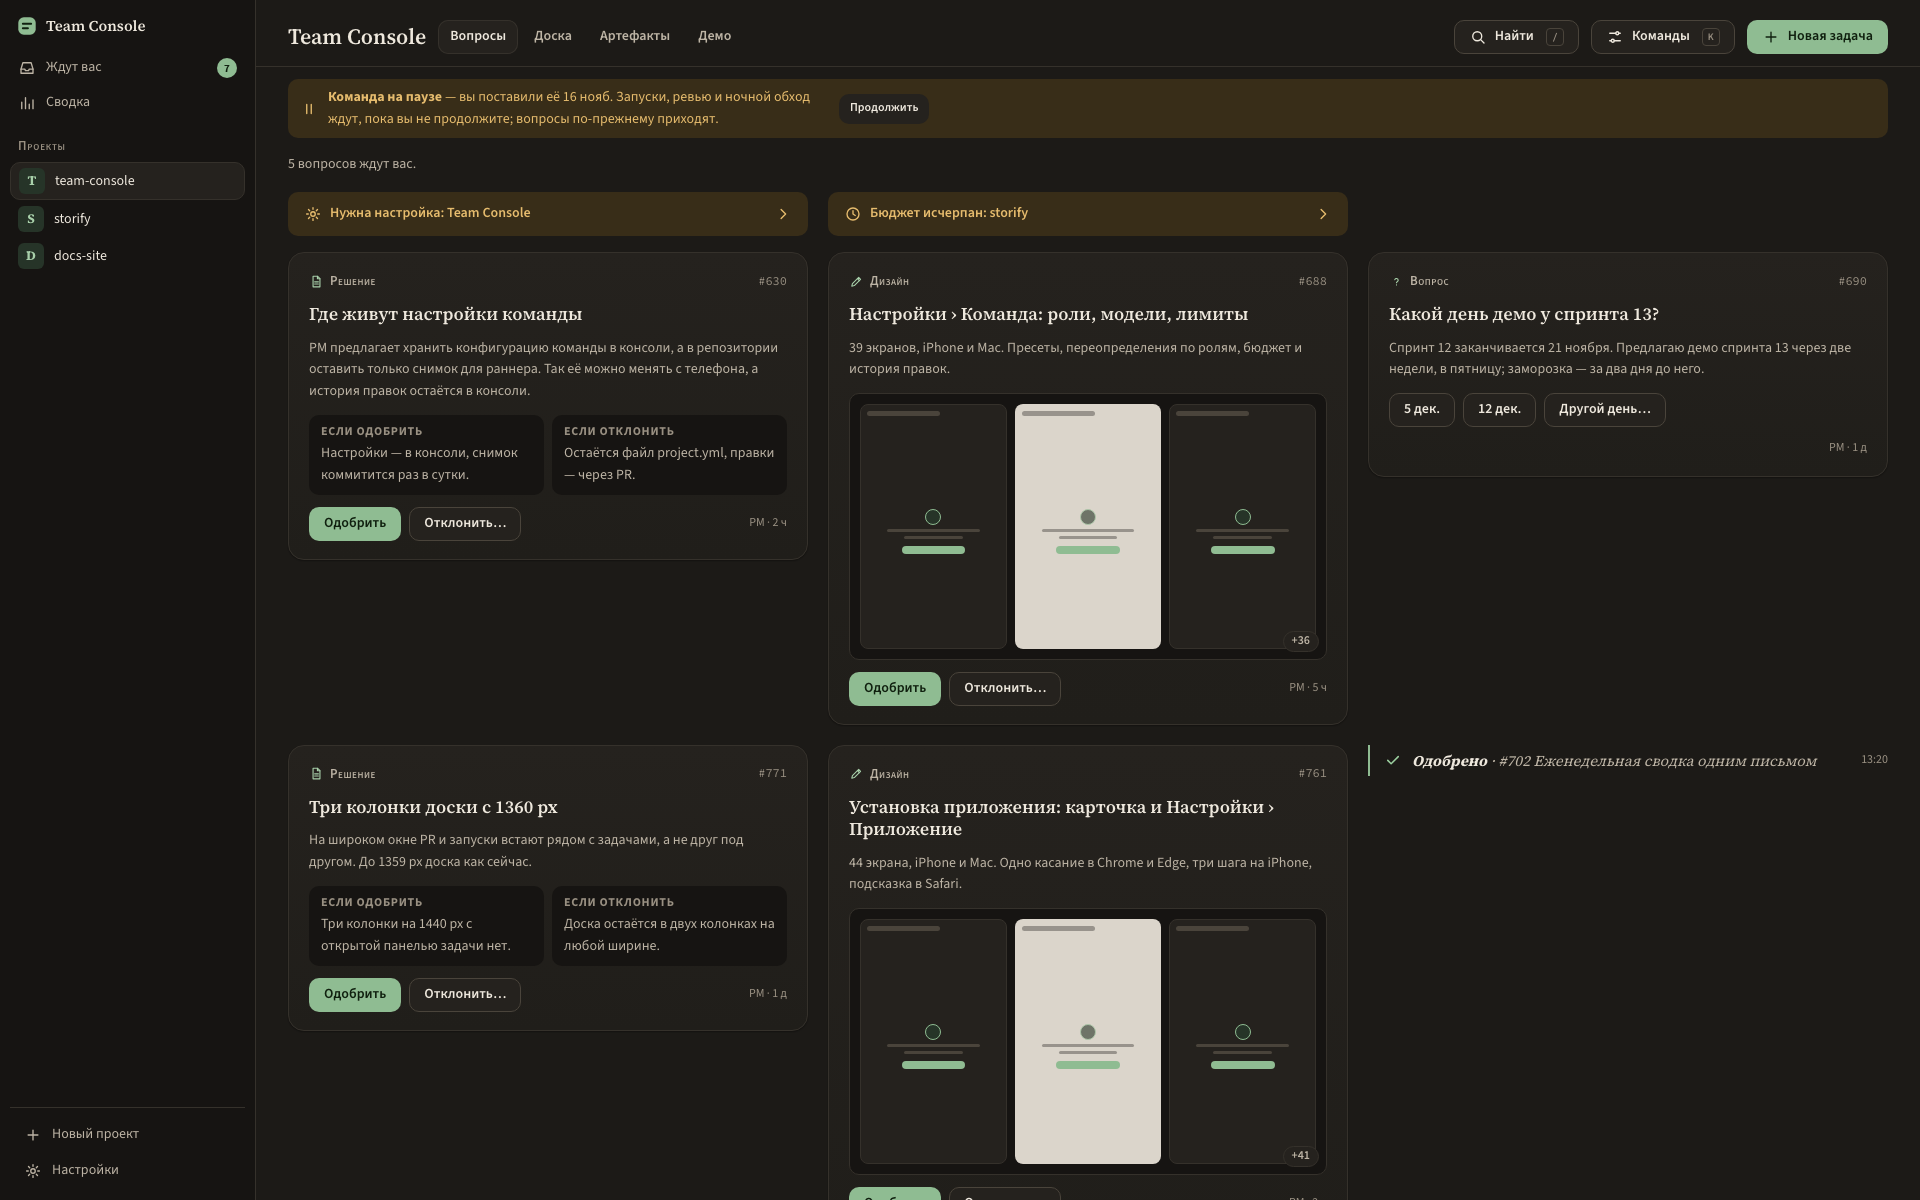 Team Console
Ждут вас
7
Сводка
Проекты
T
team-console
S
storify
D
docs-site
Новый проект
Настройки
Team Console
Вопросы
Доска
Артефакты
Демо
Найти
/
Команды
K
Новая задача
Команда на паузе — вы поставили её 16 нояб. Запуски, ревью и ночной обход
ждут, пока вы не продолжите; вопросы по-прежнему приходят.
Продолжить
5 вопросов ждут вас.
Нужна настройка: Team Console
Бюджет исчерпан: storify
Решение
#630
Где живут настройки команды
PM предлагает хранить конфигурацию команды в консоли, а в репозитории
оставить только снимок для раннера. Так её можно менять с телефона, а
история правок остаётся в консоли.
ЕСЛИ ОДОБРИТЬ
Настройки — в консоли, снимок
коммитится раз в сутки.
ЕСЛИ ОТКЛОНИТЬ
Остаётся файл project.yml, правки
— через PR.
Одобрить
Отклонить…
PM · 2 ч
Дизайн
#688
Настройки › Команда: роли, модели, лимиты
39 экранов, iPhone и Mac. Пресеты, переопределения по ролям, бюджет и
история правок.
+36
Одобрить
Отклонить…
PM · 5 ч
? Вопрос
#690
Какой день демо у спринта 13?
Спринт 12 заканчивается 21 ноября. Предлагаю демо спринта 13 через две
недели, в пятницу; заморозка — за два дня до него.
5 дек.
12 дек.
Другой день…
PM · 1 д
Решение
#771
Три колонки доски с 1360 px
На широком окне PR и запуски встают рядом с задачами, а не друг под
другом. До 1359 px доска как сейчас.
ЕСЛИ ОДОБРИТЬ
Три колонки на 1440 px с
открытой панелью задачи нет.
ЕСЛИ ОТКЛОНИТЬ
Доска остаётся в двух колонках на
любой ширине.
Одобрить
Отклонить…
PM · 1 д
Дизайн
#761
Установка приложения: карточка и Настройки ›
Приложение
44 экрана, iPhone и Mac. Одно касание в Chrome и Edge, три шага на iPhone,
подсказка в Safari.
+41
Одобрено · #702 Еженедельная сводка одним письмом
13:20